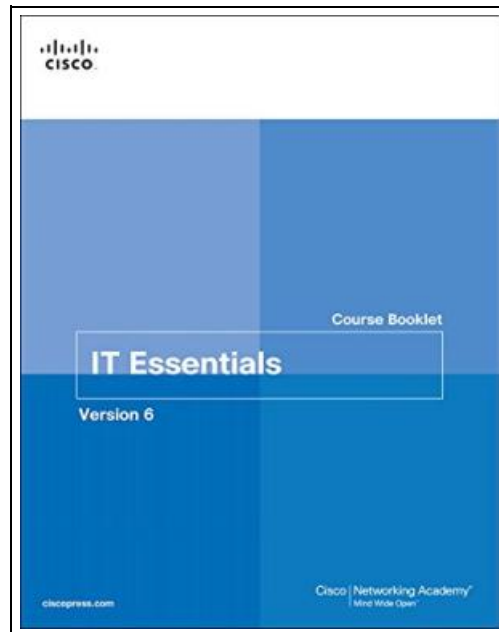 CISCO
Course Booklet
IT Essentials
Version 6
ciscopress.com
Cisco | Networking Academy
Mind Wide Open